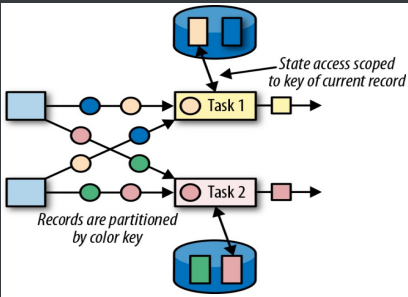 State access scoped
to key of current record
Task 1
Task 2
Records are partitioned
by color key